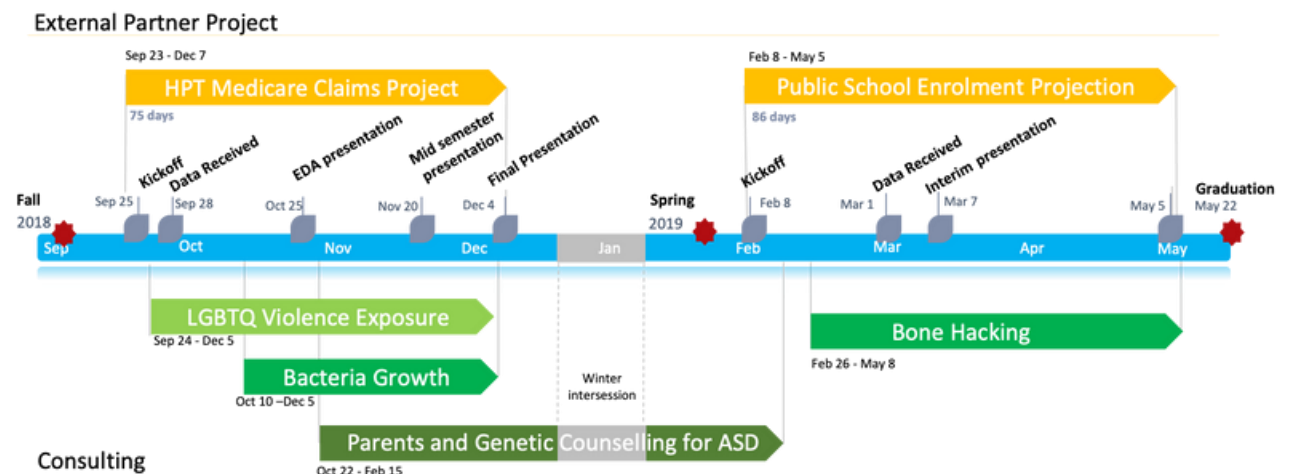 External Partner Project
Sep 23 - Dec 7
HPT Medicare Claims Project
75 days
Feb 8 - May 5
Public School Enrolment Projection
86 days
Kickoff
Data Received
EDA presentation
Mid semester
presentation
Final Presentation
Kickoff
Data Received
Interim presentation
Fall
2018
Sep 25
Sep 28
Oct 25
Nov 20
Dec 4
Spring
2019
Feb 8
Mar 1
Mar 7
May 5
Graduation
May 22
Sep
Oct
Nov
Dec
Jan
Feb
Mar
Apr
May
LGBTQ Violence Exposure
Sep 24 - Dec 5
Bacteria Growth
Oct 10 –Dec 5
Winter
intersession
Bone Hacking
Feb 26 - May 8
Parents and Genetic Counselling for ASD
Oct 22 - Feb 15
Consulting